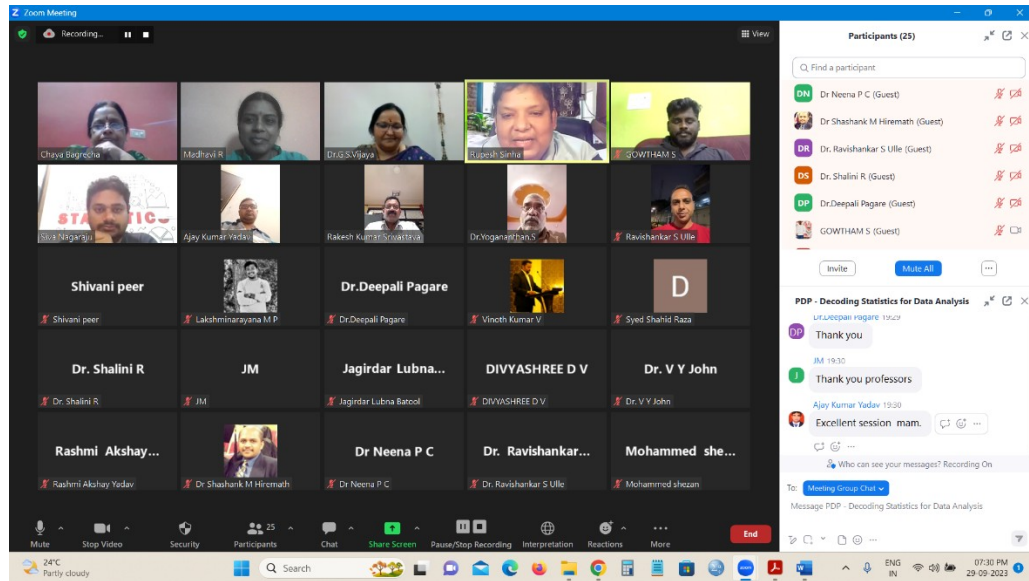 Zoom Meeting
Recording...
View
Chaya Bagrecha
Madhavi R
Dr.G.S.Vijaya
Rupesh Sinha
GOWTHAM S
STATISTICS
Siva Nagaraju
Ajay Kumar Yadav
Rakesh Kumar Srivastava
Dr.Yogananthan.S
Ravishankar S Ulle
Shivani peer
Shivani peer
Lakshminarayana M P
Dr.Deepali Pagare
Dr.Deepali Pagare
Vinoth Kumar V
D
Syed Shahid Raza
Dr. Shalini R
Dr. Shalini R
JM
JM
Jagirdar Lubna...
Jagirdar Lubna Batool
DIVYASHREE D V
DIVYASHREE D V
Dr. V Y John
Dr. V Y John
Rashmi Akshay...
Rashmi Akshay Yadav
Dr Shashank M Hiremath
Dr Neena P C
Dr Neena P C
Dr. Ravishankar...
Dr. Ravishankar S Ulle
Mohammed she...
Mohammed shezan
Mute
Stop Video
Security
25
Participants
Chat
Share Screen
Pause/Stop Recording
Interpretation
Reactions
More
End
Participants (25)
Find a participant
DN Dr Neena P C (Guest)
Dr Shashank M Hiremath (Guest)
DR Dr. Ravishankar S Ulle (Guest)
DS Dr. Shalini R (Guest)
DP Dr.Deepali Pagare (Guest)
GOWTHAM S (Guest)
Invite
Mute All
PDP - Decoding Statistics for Data Analysis
Dr.Deepali Pagare 19:29
DP Thank you
JM 19:30
J Thank you professors
Ajay Kumar Yadav 19:30
Excellent session mam.
Who can see your messages? Recording On
To: Meeting Group Chat
Message PDP - Decoding Statistics for Data Analysis
24°C
Partly cloudy
Search
ENG
IN
07:30 PM
29-09-2023